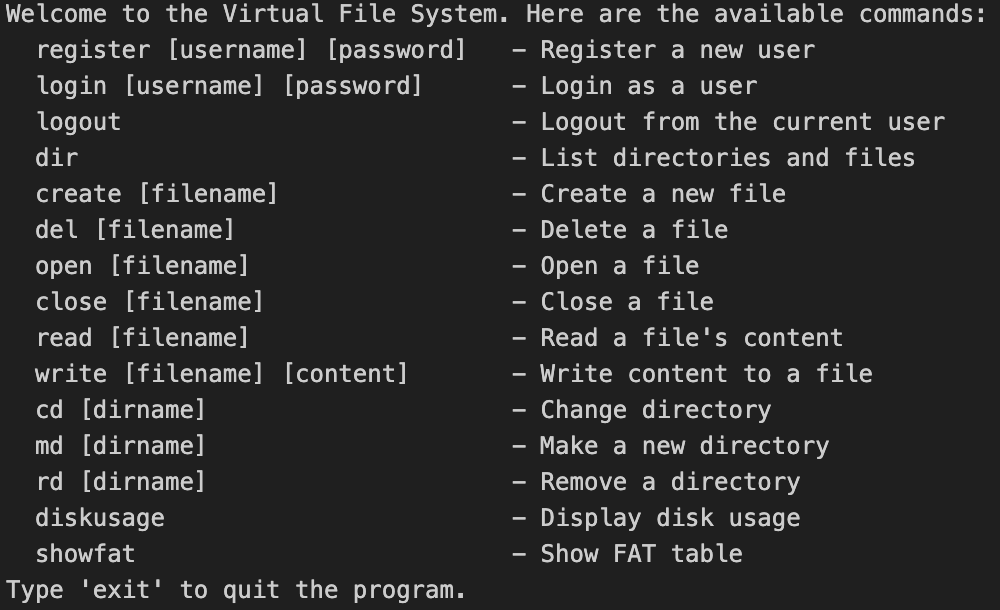 Welcome to the Virtual File System. Here are the available commands:
  register [username] [password]   – Register a new user
  login [username] [password]      – Login as a user
  logout                           – Logout from the current user
  dir                              – List directories and files
  create [filename]                – Create a new file
  del [filename]                   – Delete a file
  open [filename]                  – Open a file
  close [filename]                 – Close a file
  read [filename]                  – Read a file's content
  write [filename] [content]       – Write content to a file
  cd [dirname]                     – Change directory
  md [dirname]                     – Make a new directory
  rd [dirname]                     – Remove a directory
  diskusage                        – Display disk usage
  showfat                          – Show FAT table
Type 'exit' to quit the program.